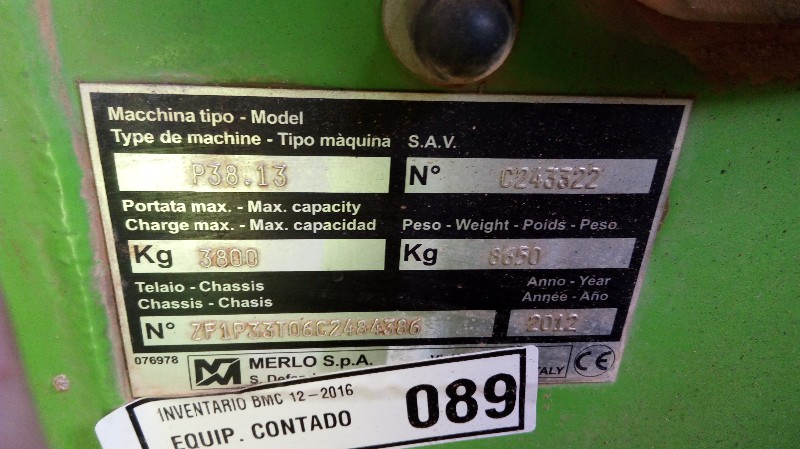 Macchina tipo - Model
Type de machine - Tipo màquina S.A.V.
P38.13 N°
Portata max. - Max. capacity
Charge max. - Max. capacidad Peso - Weight - Poids - Peso
Kg 3800 Kg 8650
Telaio - Chassis Anno - Year
Chassis - Chasis Année - Año
N° 2012
076978 MERLO S.p.A. CE
ITALY
INVENTARIO BMC 12-2016
EQUIP. CONTADO 089